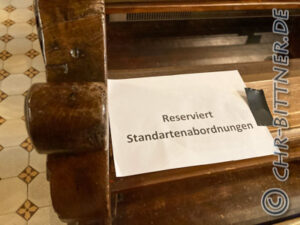 Reserviert
Standartenabordnungen
© CHR-BITTNER.DE